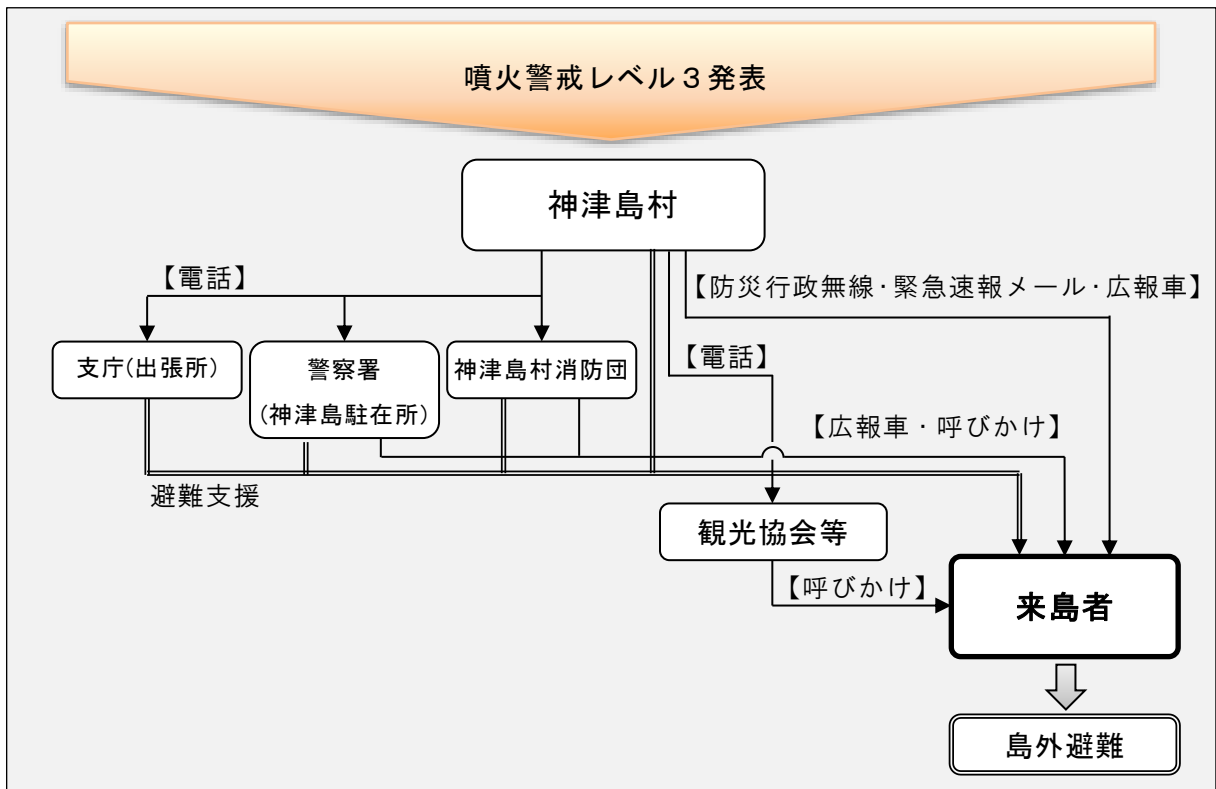 噴火警戒レベル3発表
神津島村
【電話】
【防災行政無線・緊急速報メール・広報車】
支庁(出張所)
警察署
(神津島駐在所)
神津島村消防団
【電話】
【広報車・呼びかけ】
避難支援
観光協会等
【呼びかけ】
来島者
島外避難